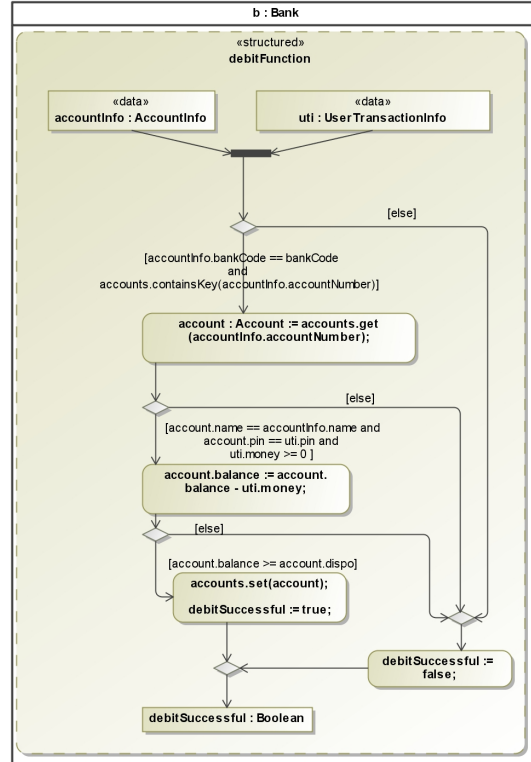 b : Bank
«structured»
debitFunction
«data»
accountInfo : AccountInfo
«data»
uti : UserTransactionInfo
[else]
[accountInfo.bankCode == bankCode
and
accounts.containsKey(accountInfo.accountNumber)]
account : Account := accounts.get
(accountInfo.accountNumber);
[else]
[account.name == accountInfo.name and
account.pin == uti.pin and
uti.money >= 0 ]
account.balance := account.
balance - uti.money;
[else]
[account.balance >= account.dispo]
accounts.set(account);
debitSuccessful := true;
debitSuccessful :=
false;
debitSuccessful : Boolean